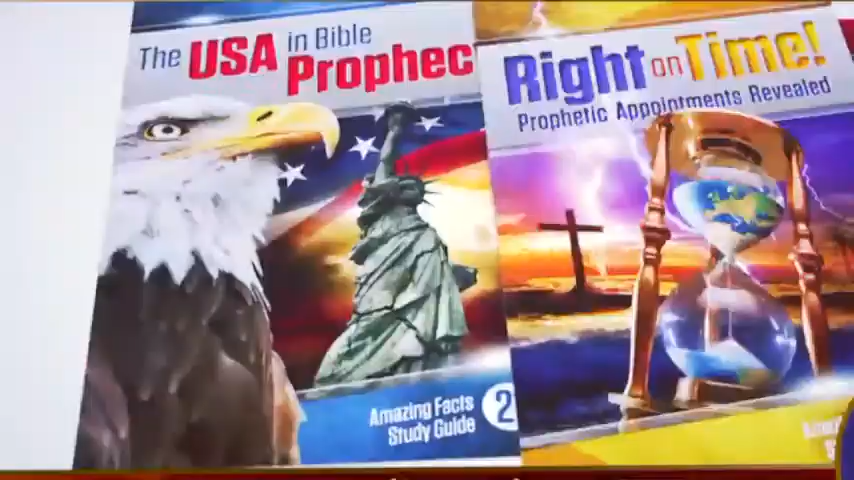 The USA in Bible
Prophec
Amazing Facts
Study Guide
2
Right on Time!
Prophetic Appointments Revealed